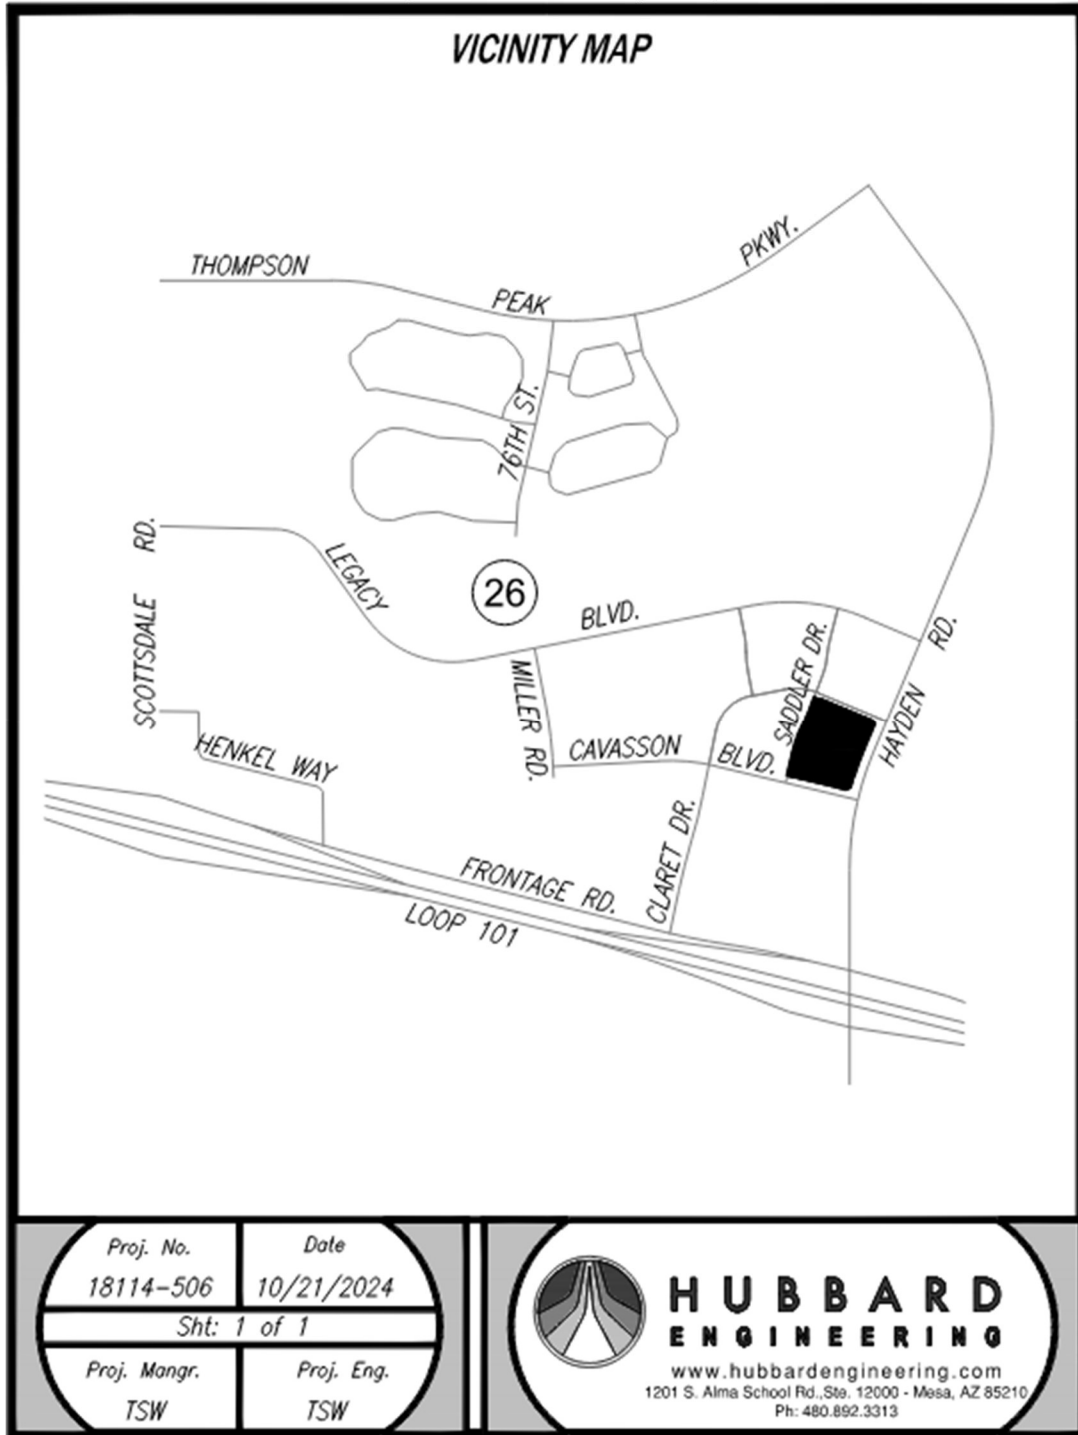 VICINITY MAP
THOMPSON
PEAK
PKWY.
76TH ST.
SCOTTSDALE RD.
LEGACY
26
BLVD.
MILLER RD.
SADDLER DR.
HAYDEN RD.
HENKEL WAY
CAVASSON
BLVD.
CLARET DR.
FRONTAGE RD.
LOOP 101
Proj. No.
18114-506
Date
10/21/2024
Sht: 1 of 1
Proj. Mangr.
TSW
Proj. Eng.
TSW
HUBBARD
ENGINEERING
www.hubbardengineering.com
1201 S. Alma School Rd.,Ste. 12000 - Mesa, AZ 85210
Ph: 480.892.3313